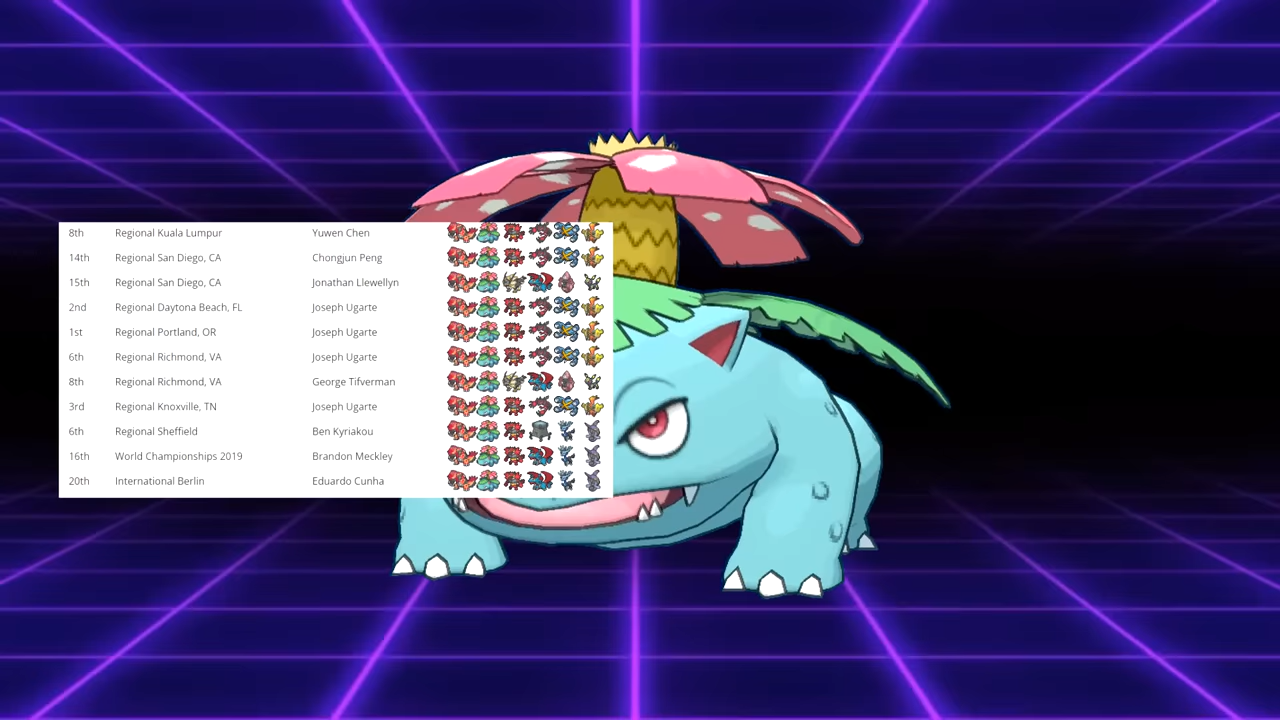 8th Regional Kuala Lumpur Yuwen Chen
14th Regional San Diego, CA Chongjun Peng
15th Regional San Diego, CA Jonathan Llewellyn
2nd Regional Daytona Beach, FL Joseph Ugarte
1st Regional Portland, OR Joseph Ugarte
6th Regional Richmond, VA Joseph Ugarte
8th Regional Richmond, VA George Tifverman
3rd Regional Knoxville, TN Joseph Ugarte
6th Regional Sheffield Ben Kyriakou
16th World Championships 2019 Brandon Meckley
20th International Berlin Eduardo Cunha